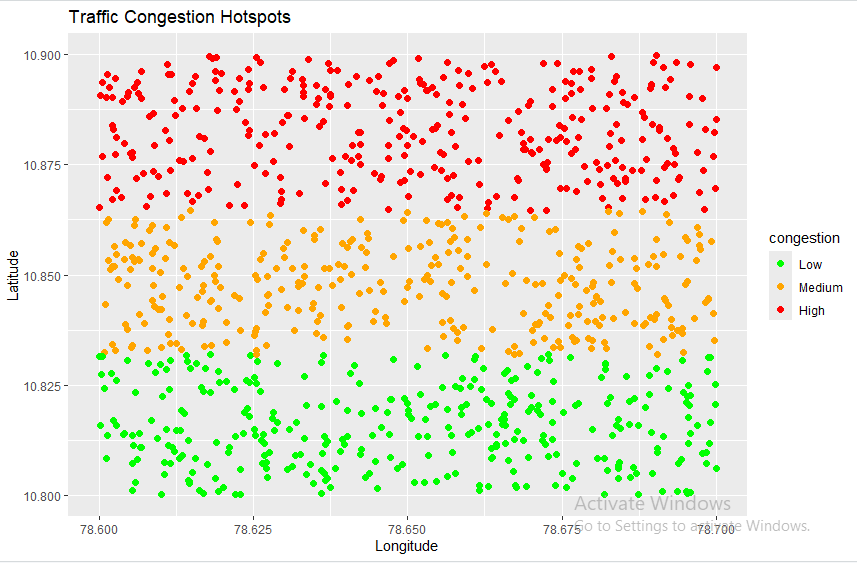 Traffic Congestion Hotspots
10.900
10.875
10.850
10.825
10.800
Latitude
78.600 78.625 78.650 78.675 78.700
Longitude
congestion
Low
Medium
High
Activate Windows
Go to Settings to activate Windows.